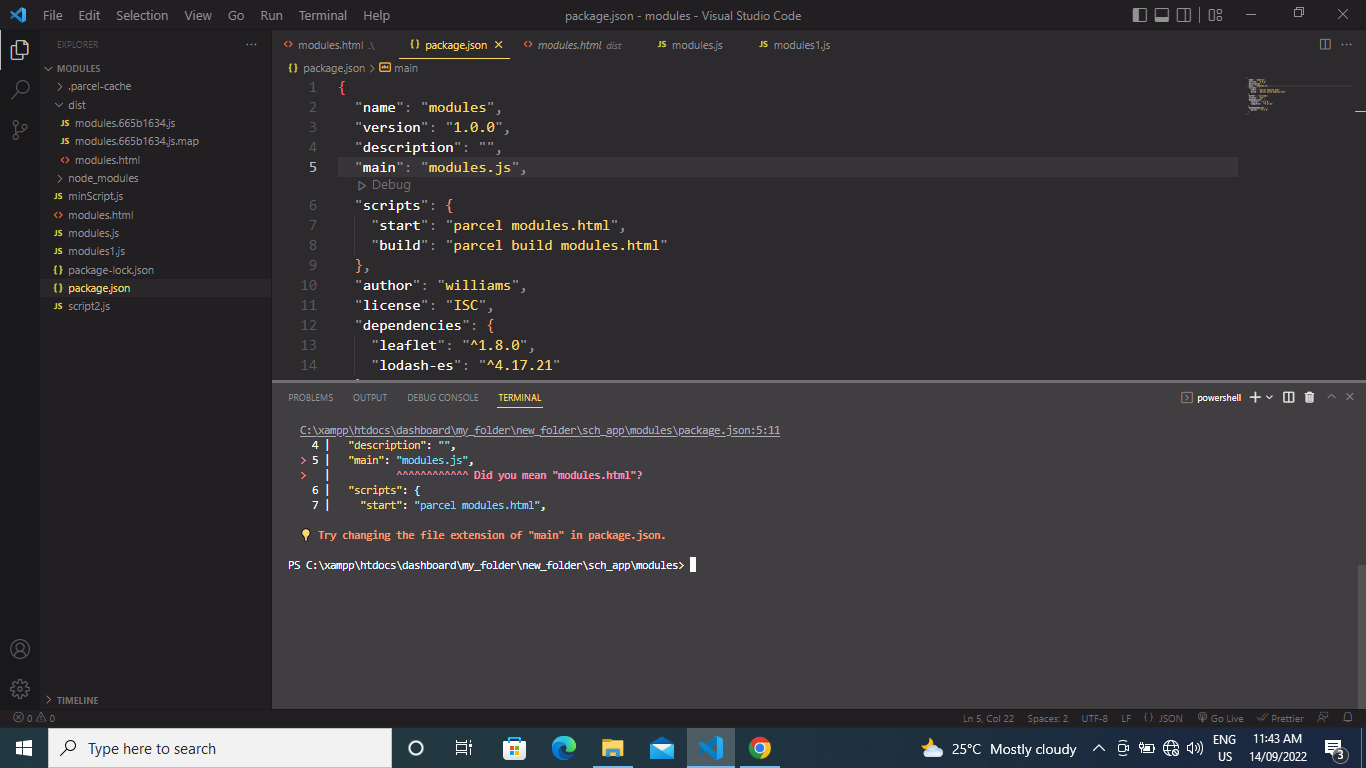 File Edit Selection View Go Run Terminal Help
package.json - modules - Visual Studio Code
EXPLORER
MODULES
.parcel-cache
dist
JS modules.665b1634.js
JS modules.665b1634.js.map
<> modules.html
node_modules
JS minScript.js
<> modules.html
JS modules.js
JS modules1.js
{} package-lock.json
{} package.json
JS script2.js
TIMELINE
<> modules.html .\ {} package.json <> modules.html dist JS modules.js JS modules1.js
{} package.json > main
1 {
2 "name": "modules",
3 "version": "1.0.0",
4 "description": "",
5 "main": "modules.js",
Debug
6 "scripts": {
7 "start": "parcel modules.html",
8 "build": "parcel build modules.html"
9 },
10 "author": "williams",
11 "license": "ISC",
12 "dependencies": {
13 "leaflet": "^1.8.0",
14 "lodash-es": "^4.17.21"
PROBLEMS OUTPUT DEBUG CONSOLE TERMINAL
powershell
C:\xampp\htdocs\dashboard\my_folder\new_folder\sch_app\modules\package.json:5:11
4 | "description": "",
> 5 | "main": "modules.js",
> | ^^^^^^^^^^^^ Did you mean "modules.html"?
6 | "scripts": {
7 | "start": "parcel modules.html",
Try changing the file extension of "main" in package.json.
PS C:\xampp\htdocs\dashboard\my_folder\new_folder\sch_app\modules>
0 0 Ln 5, Col 22 Spaces: 2 UTF-8 LF {} JSON Go Live Prettier
Type here to search
25°C Mostly cloudy
ENG
US
11:43 AM
14/09/2022
3